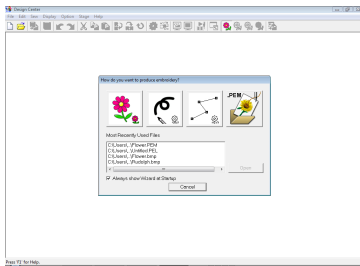 Design Center
File Edit Sew Display Option Stage Help
How do you want to produce embroidery?
.PEM
Most Recently Used Files
C:\Users\...\Flower.PEM
C:\Users\...\Untitled.PEL
C:\Users\...\Flower.bmp
C:\Users\...\Rudolph.bmp
Open
Always show Wizard at Startup
Cancel
Press 'F1' for Help.